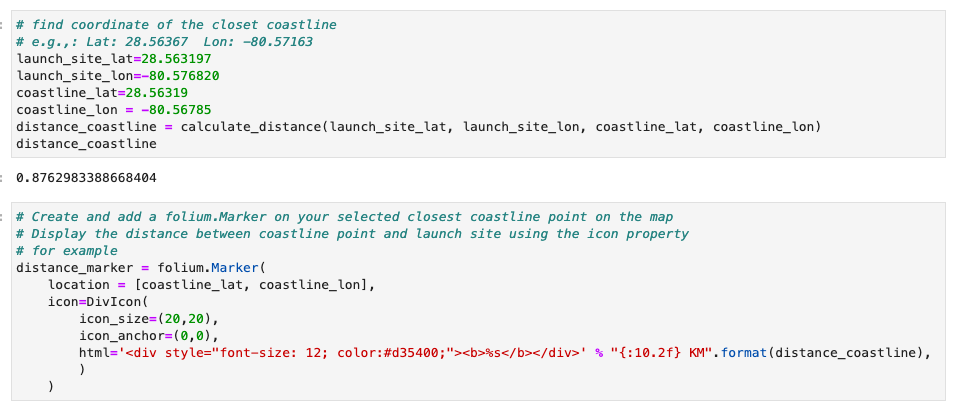 # find coordinate of the closet coastline
# e.g.,: Lat: 28.56367  Lon: -80.57163
launch_site_lat=28.563197
launch_site_lon=-80.576820
coastline_lat=28.56319
coastline_lon = -80.56785
distance_coastline = calculate_distance(launch_site_lat, launch_site_lon, coastline_lat, coastline_lon)
distance_coastline
0.8762983388668404
# Create and add a folium.Marker on your selected closest coastline point on the map
# Display the distance between coastline point and launch site using the icon property
# for example
distance_marker = folium.Marker(
    location = [coastline_lat, coastline_lon],
    icon=DivIcon(
        icon_size=(20,20),
        icon_anchor=(0,0),
        html='<div style="font-size: 12; color:#d35400;"><b>%s</b></div>' % "{:10.2f} KM".format(distance_coastline),
        )
    )